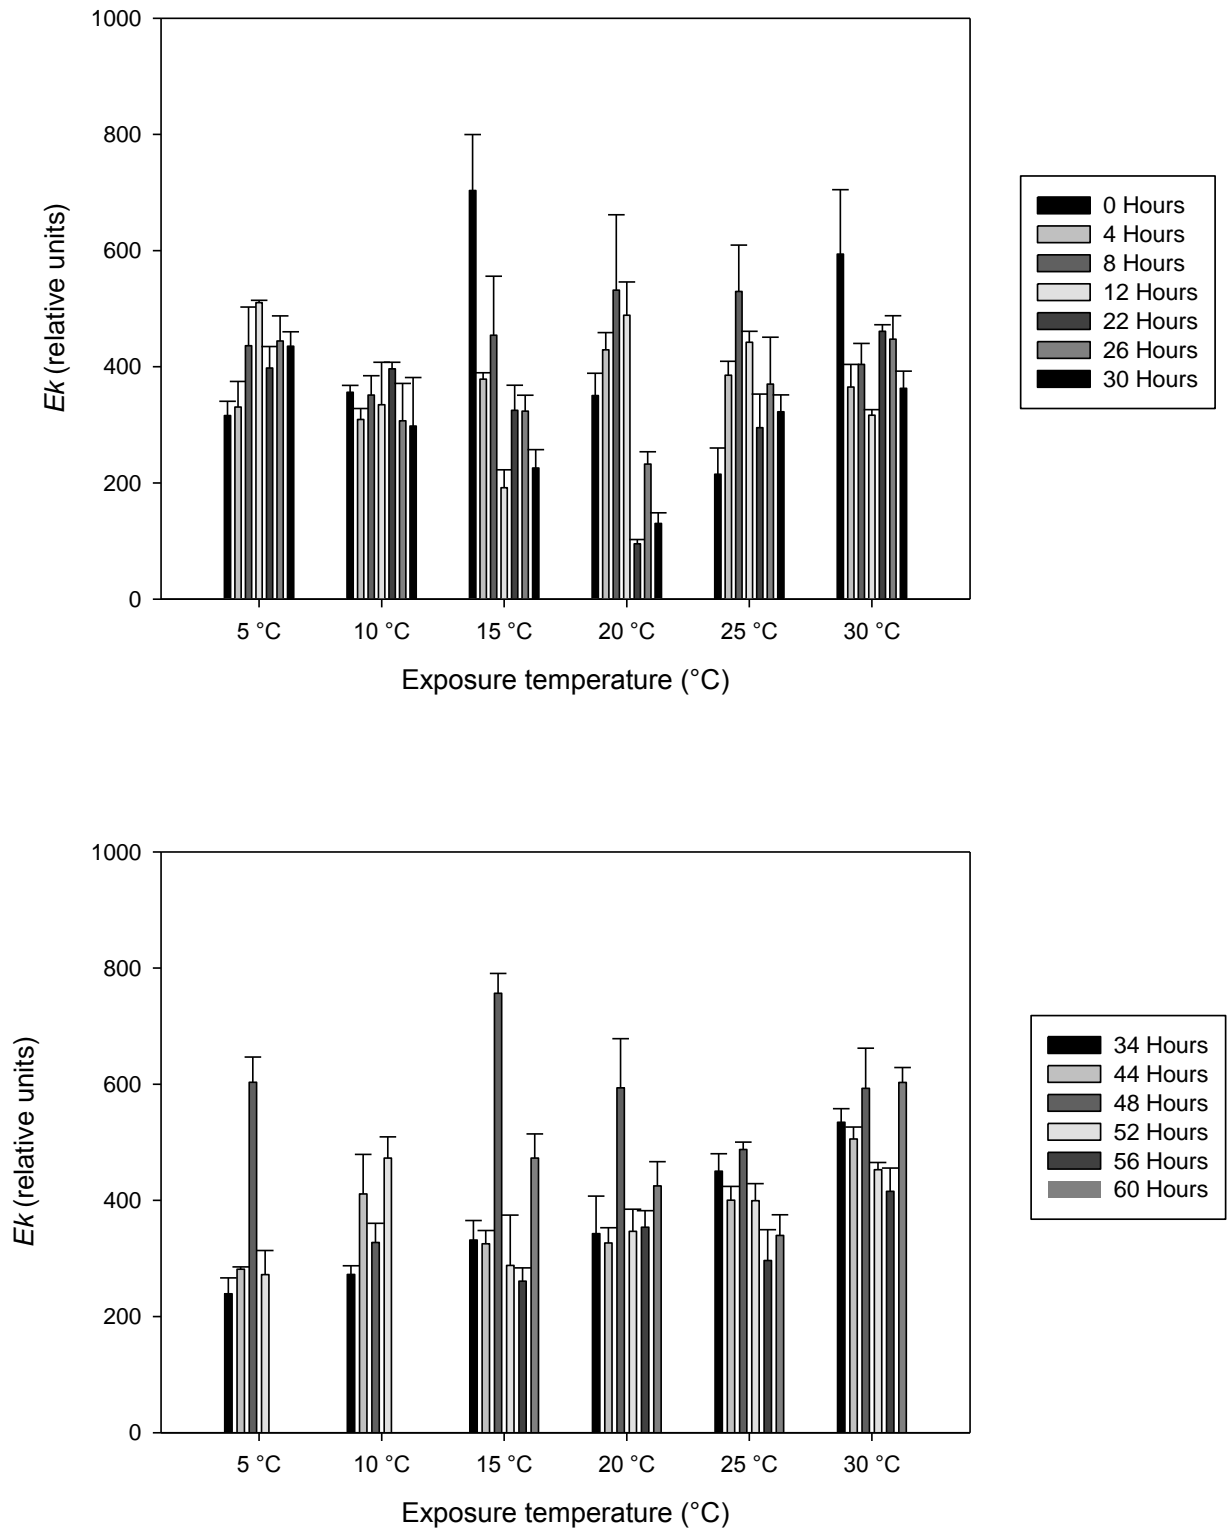 1000
800
600
400
200
0
Ek (relative units)
5 °C
10 °C
15 °C
20 °C
25 °C
30 °C
Exposure temperature (°C)
0 Hours
4 Hours
8 Hours
12 Hours
22 Hours
26 Hours
30 Hours
1000
800
600
400
200
0
Ek (relative units)
5 °C
10 °C
15 °C
20 °C
25 °C
30 °C
Exposure temperature (°C)
34 Hours
44 Hours
48 Hours
52 Hours
56 Hours
60 Hours